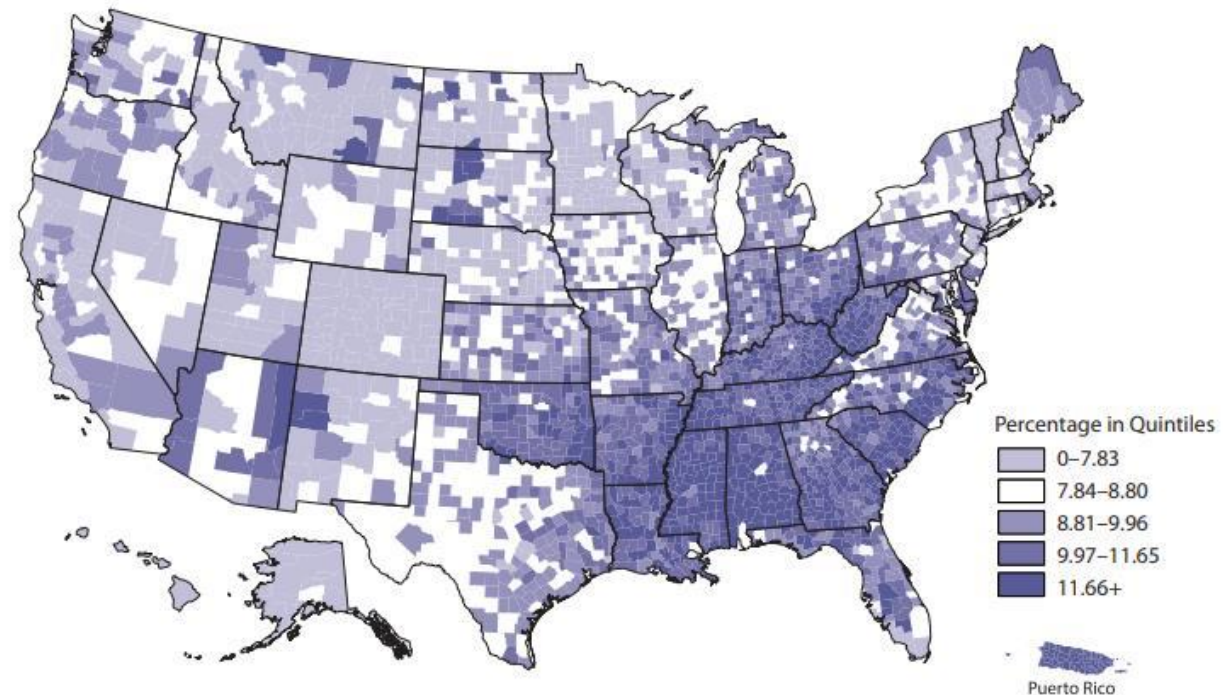 Percentage in Quintiles
0–7.83
7.84–8.80
8.81–9.96
9.97–11.65
11.66+
Puerto Rico